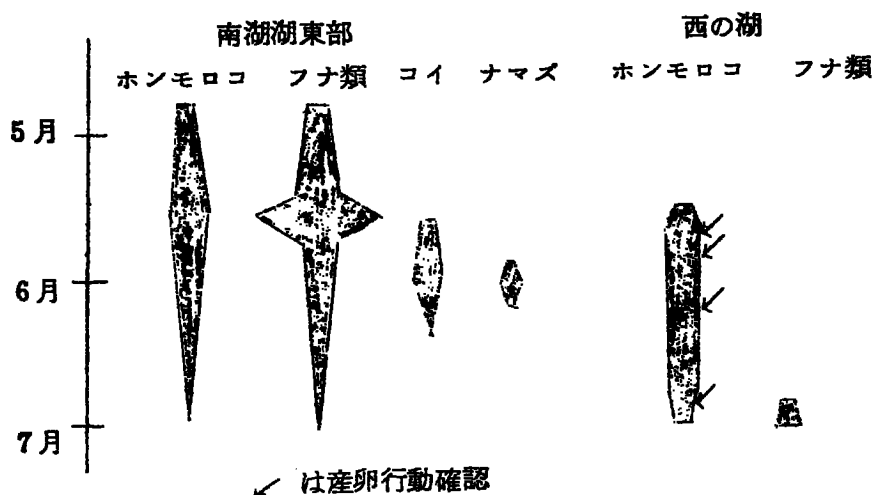 南湖湖東部 西の湖
ホンモロコ フナ類 コイ ナマズ ホンモロコ フナ類
5月
6月
7月
は産卵行動確認